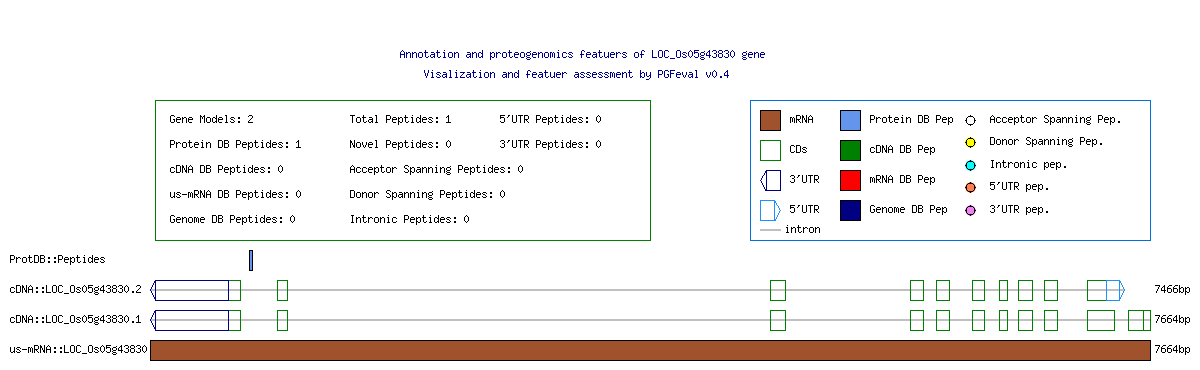 Annotation and proteogenomics featuers of LOC_Os05g43830 gene
Visalization and featuer assessment by PGFeval v0.4
Gene Models: 2
Total Peptides: 1
5'UTR Peptides: 0
Protein DB Peptides: 1
Novel Peptides: 0
3'UTR Peptides: 0
cDNA DB Peptides: 0
Acceptor Spanning Peptides: 0
us-mRNA DB Peptides: 0
Donor Spanning Peptides: 0
Genome DB Peptides: 0
Intronic Peptides: 0
mRNA
Protein DB Pep
Acceptor Spanning Pep.
CDs
cDNA DB Pep
Donor Spanning Pep.
3'UTR
mRNA DB Pep
Intronic pep.
5'UTR
Genome DB Pep
5'UTR pep.
3'UTR pep.
intron
ProtDB::Peptides
cDNA::LOC_Os05g43830.2
7466bp
cDNA::LOC_Os05g43830.1
7664bp
us-mRNA::LOC_Os05g43830
7664bp